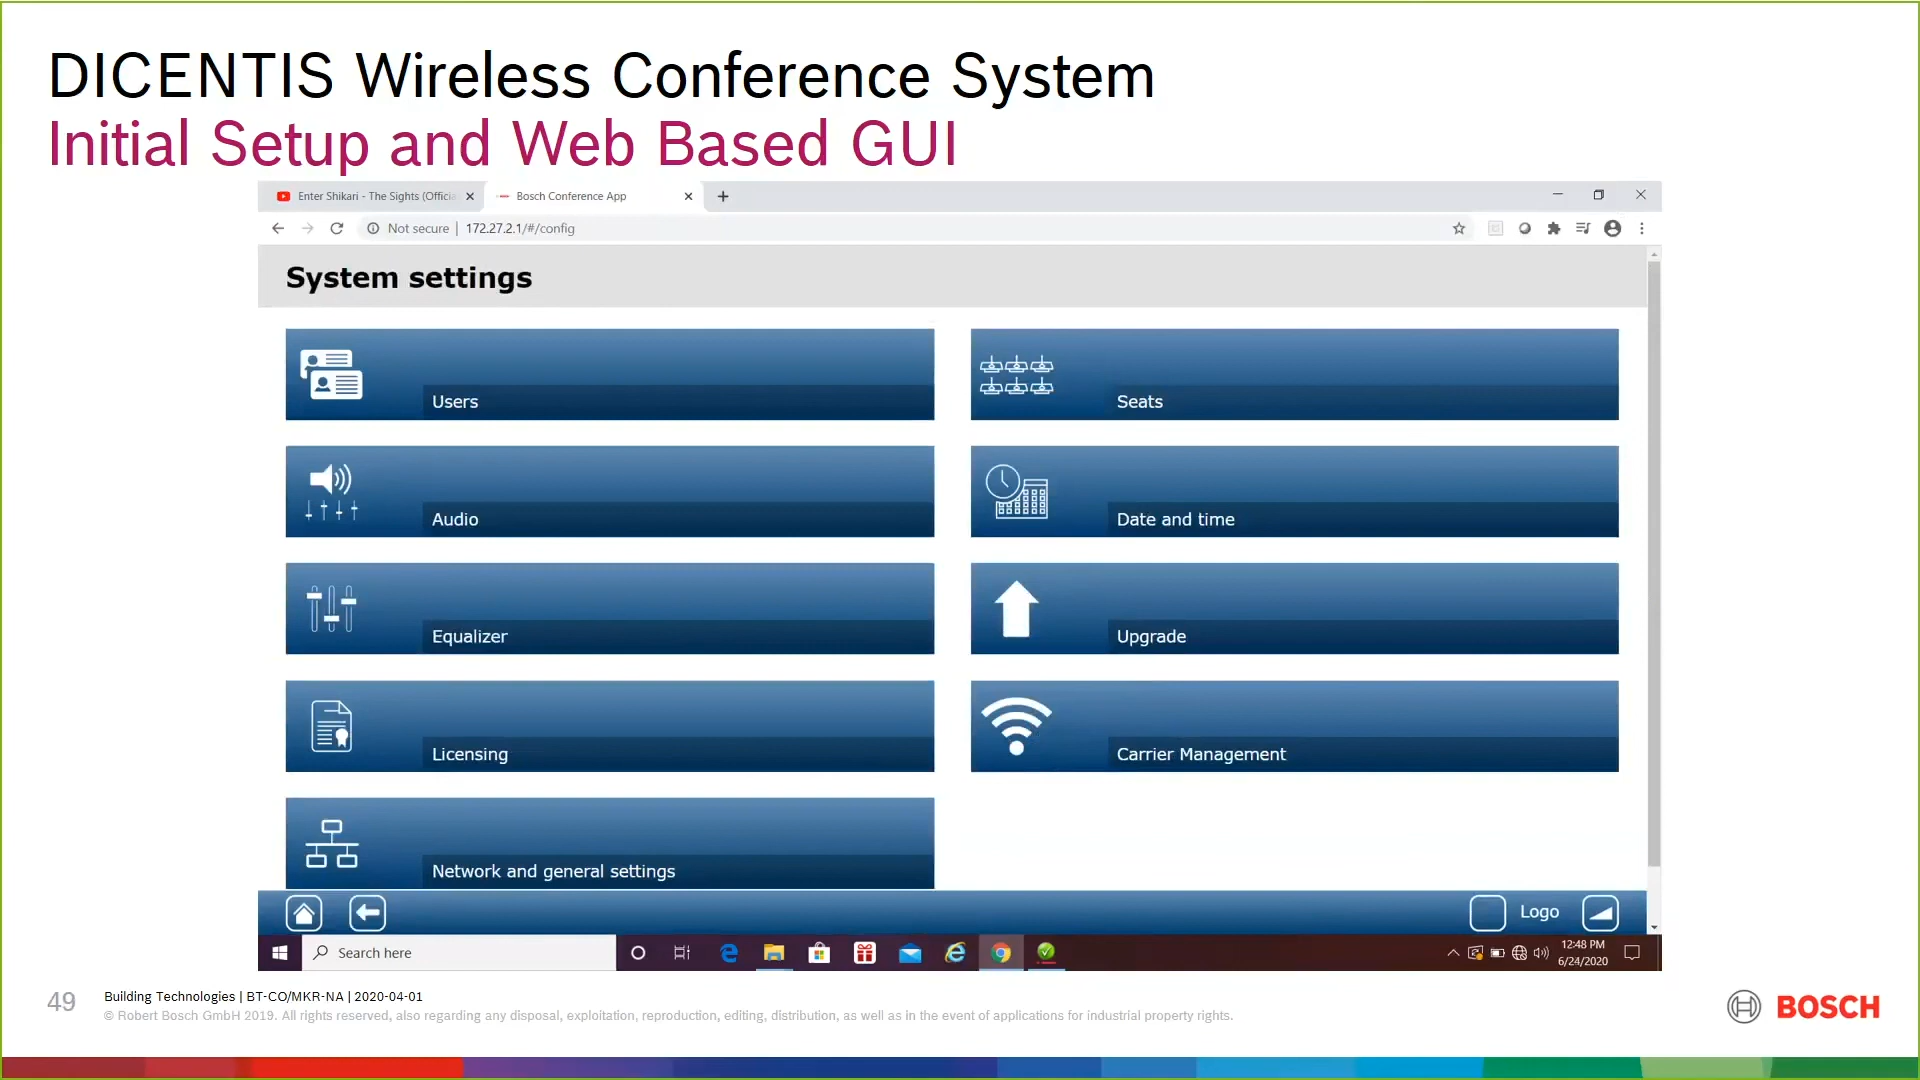 DICENTIS Wireless Conference System
Initial Setup and Web Based GUI
Enter Shikari - The Sights (Officia
Bosch Conference App
Not secure | 172.27.2.1/#/config
System settings
Users
Seats
Audio
Date and time
Equalizer
Upgrade
Licensing
Carrier Management
Network and general settings
Logo
Search here
12:48 PM
6/24/2020
49
Building Technologies | BT-CO/MKR-NA | 2020-04-01
© Robert Bosch GmbH 2019. All rights reserved, also regarding any disposal, exploitation, reproduction, editing, distribution, as well as in the event of applications for industrial property rights.
BOSCH